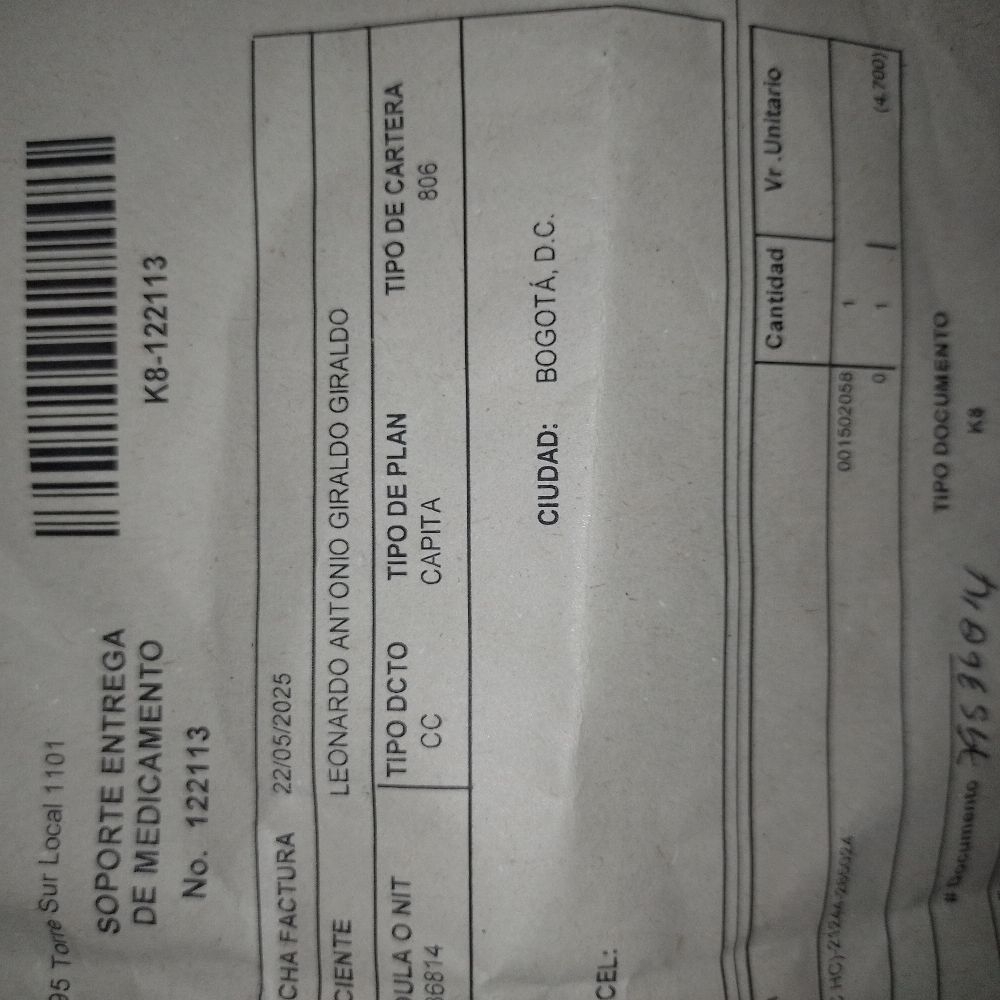 95 Torre Sur Local 1101
SOPORTE ENTREGA
DE MEDICAMENTO
No. 122113
K8-122113
CHA FACTURA 22/05/2025
CIENTE LEONARDO ANTONIO GIRALDO GIRALDO
DULA O NIT TIPO DCTO TIPO DE PLAN TIPO DE CARTERA
36814 CC CAPITA 806
CIUDAD: BOGOTÁ, D.C.
CEL:
Cantidad Vr .Unitario
001502058 1
0 1 (4.700)
# Documento TIPO DOCUMENTO
K8